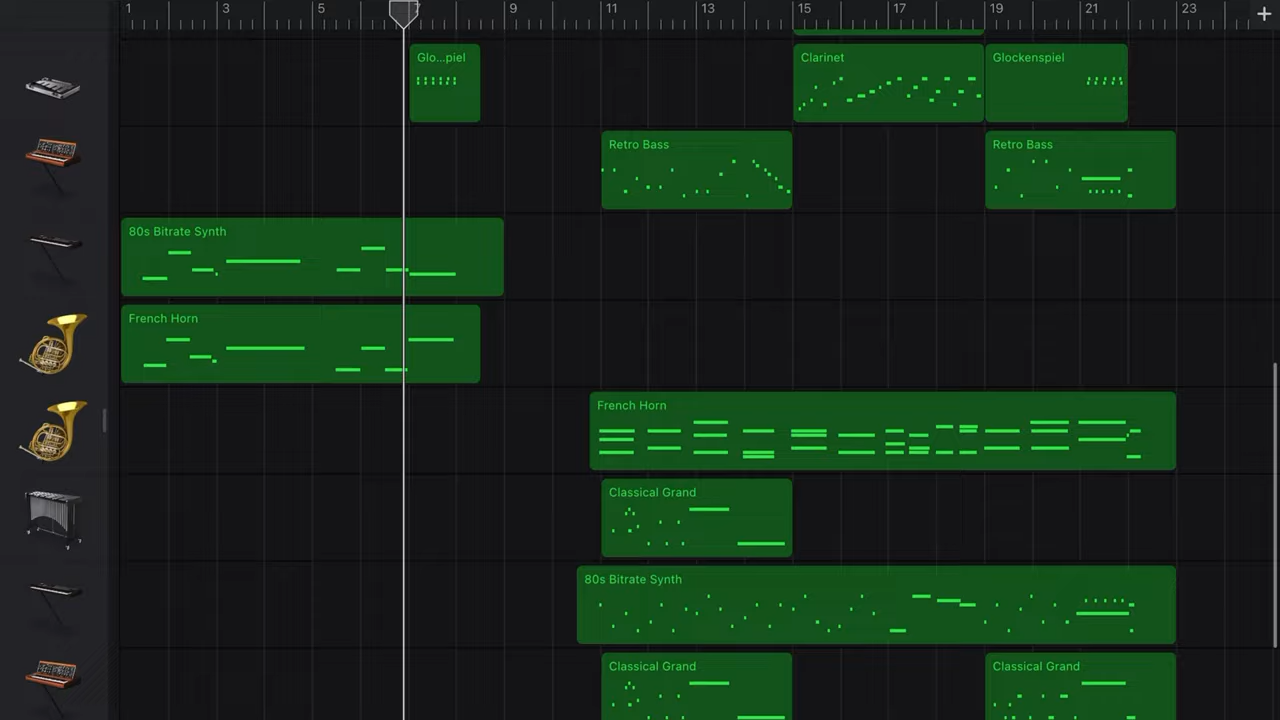 1 3 5 7 9 11 13 15 17 19 21 23
Glo...piel
Clarinet
Glockenspiel
Retro Bass
Retro Bass
80s Bitrate Synth
French Horn
French Horn
Classical Grand
80s Bitrate Synth
Classical Grand
Classical Grand